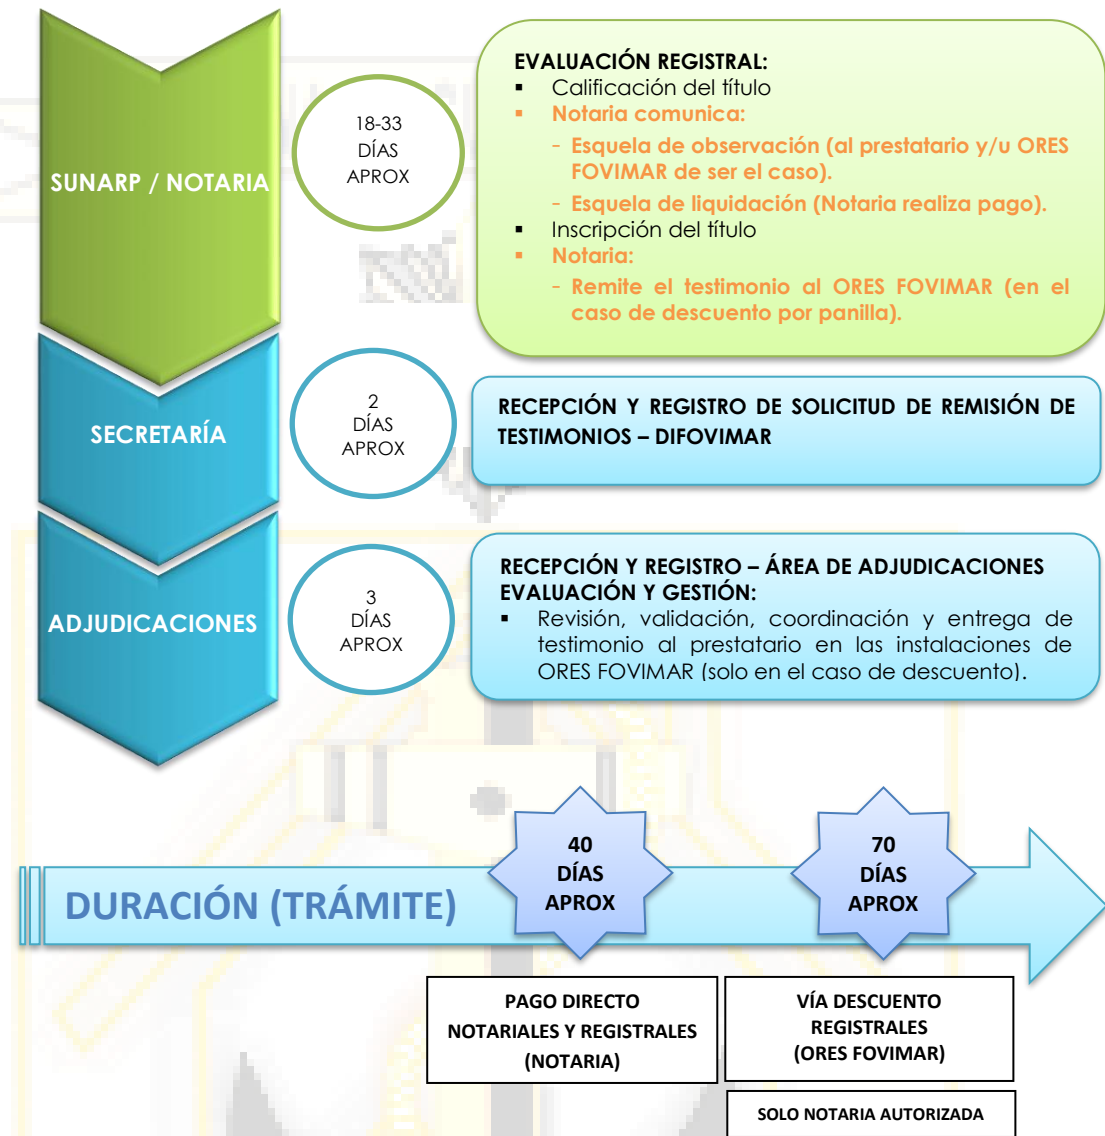 SUNARP / NOTARIA
18-33
DÍAS
APROX
EVALUACIÓN REGISTRAL:
▪ Calificación del título
▪ Notaria comunica:
- Esquela de observación (al prestatario y/u ORES
FOVIMAR de ser el caso).
- Esquela de liquidación (Notaria realiza pago).
▪ Inscripción del título
▪ Notaria:
- Remite el testimonio al ORES FOVIMAR (en el
caso de descuento por panilla).
SECRETARÍA
2
DÍAS
APROX
RECEPCIÓN Y REGISTRO DE SOLICITUD DE REMISIÓN DE
TESTIMONIOS – DIFOVIMAR
ADJUDICACIONES
3
DÍAS
APROX
RECEPCIÓN Y REGISTRO – ÁREA DE ADJUDICACIONES
EVALUACIÓN Y GESTIÓN:
▪ Revisión, validación, coordinación y entrega de
testimonio al prestatario en las instalaciones de
ORES FOVIMAR (solo en el caso de descuento).
DURACIÓN (TRÁMITE)
40
DÍAS
APROX
70
DÍAS
APROX
PAGO DIRECTO
NOTARIALES Y REGISTRALES
(NOTARIA)
VÍA DESCUENTO
REGISTRALES
(ORES FOVIMAR)
SOLO NOTARIA AUTORIZADA